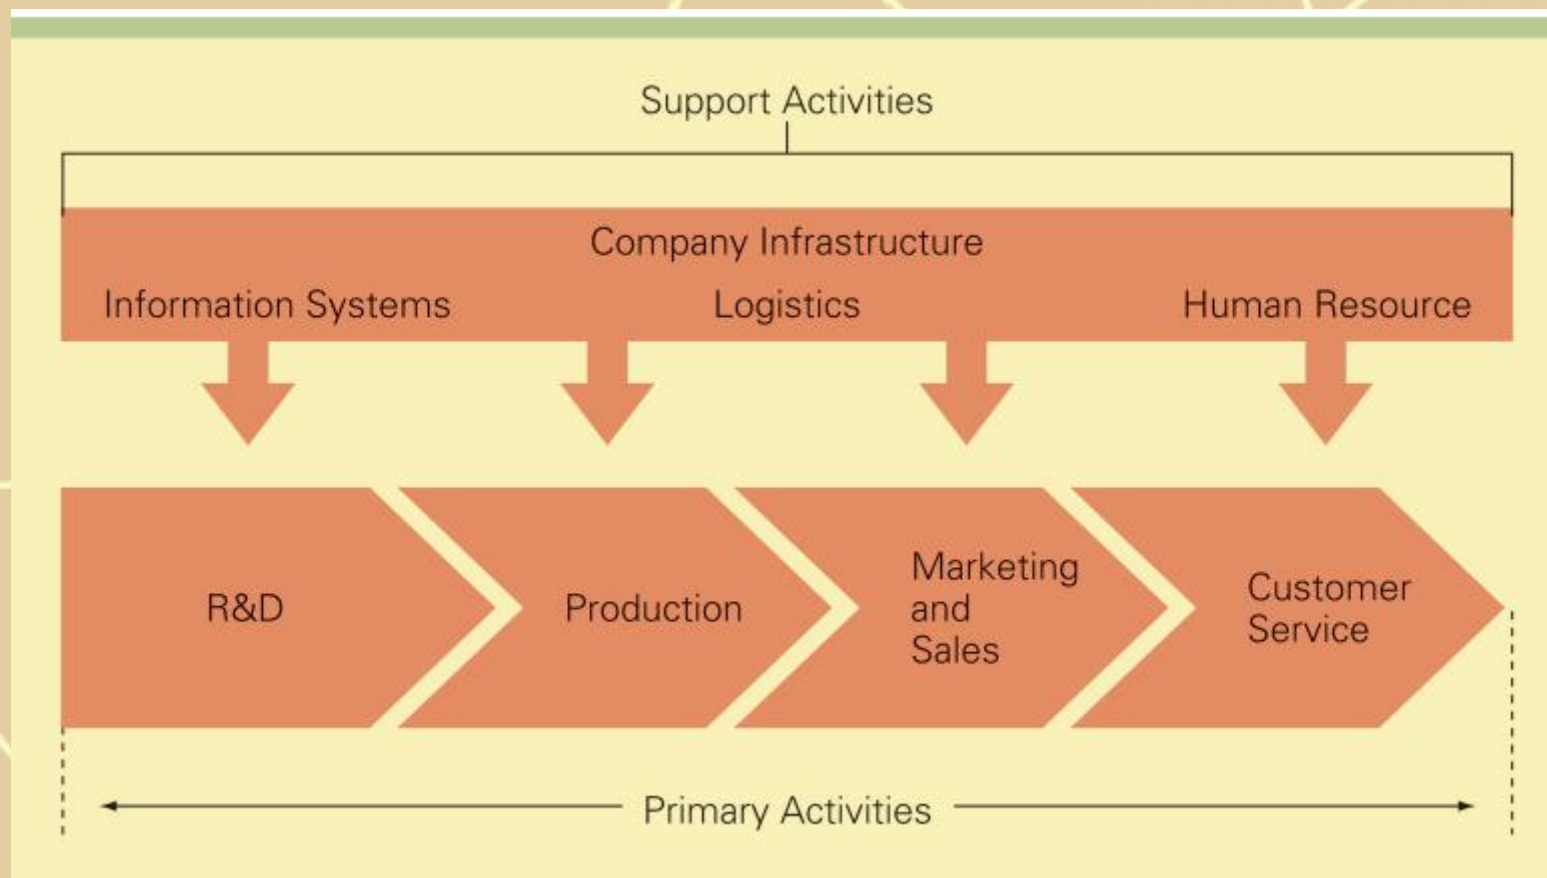 Support Activities
Company Infrastructure
Information Systems
Logistics
Human Resource
R&D
Production
Marketing
and
Sales
Customer
Service
Primary Activities